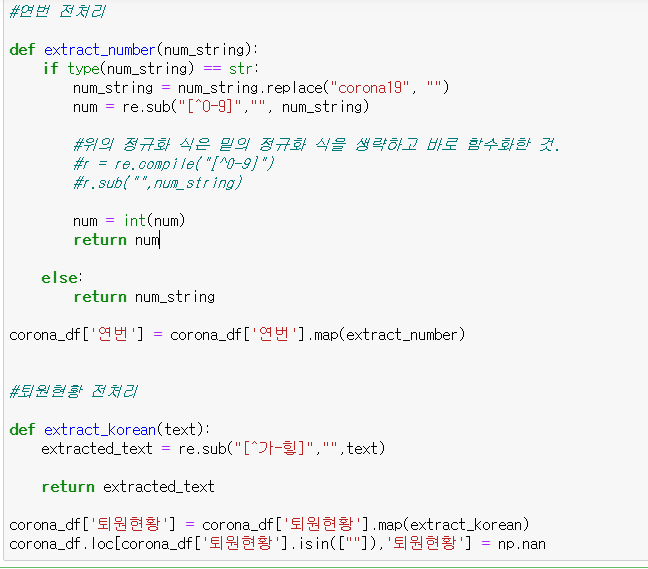 #연번 전처리
def extract_number(num_string):
if type(num_string) == str:
num_string = num_string.replace("corona19", "")
num = re.sub("[^0-9]","", num_string)
#위의 정규화 식은 밑의 정규화 식을 생략하고 바로 함수화한 것.
#r = re.compile("[^0-9]")
#r.sub("",num_string)
num = int(num)
return num
else:
return num_string
corona_df['연번'] = corona_df['연번'].map(extract_number)
#퇴원현황 전처리
def extract_korean(text):
extracted_text = re.sub("[^가-힣]","",text)
return extracted_text
corona_df['퇴원현황'] = corona_df['퇴원현황'].map(extract_korean)
corona_df.loc[corona_df['퇴원현황'].isin([""]),'퇴원현황'] = np.nan